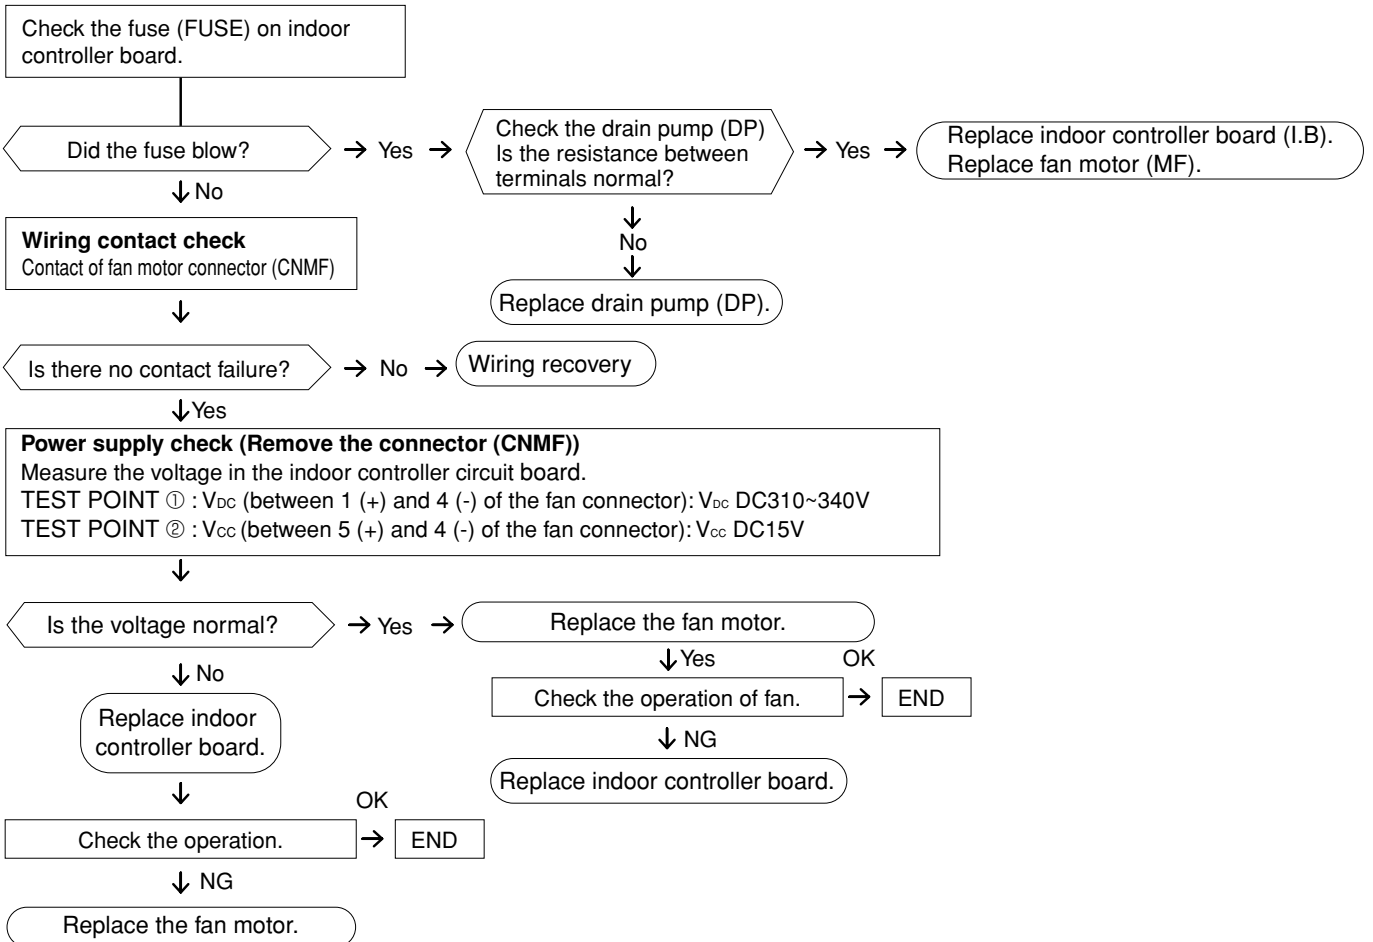 Check the fuse (FUSE) on indoor
controller board.
Did the fuse blow?
Yes
Check the drain pump (DP)
Is the resistance between
terminals normal?
Yes
Replace indoor controller board (I.B).
Replace fan motor (MF).
No
No
Replace drain pump (DP).
Wiring contact check
Contact of fan motor connector (CNMF)
Is there no contact failure?
No
Wiring recovery
Yes
Power supply check (Remove the connector (CNMF))
Measure the voltage in the indoor controller circuit board.
TEST POINT ① : VDC (between 1 (+) and 4 (-) of the fan connector): VDC DC310~340V
TEST POINT ② : VCC (between 5 (+) and 4 (-) of the fan connector): VCC DC15V
Is the voltage normal?
Yes
Replace the fan motor.
Yes
OK
Check the operation of fan.
END
NG
Replace indoor controller board.
No
Replace indoor
controller board.
OK
Check the operation.
END
NG
Replace the fan motor.